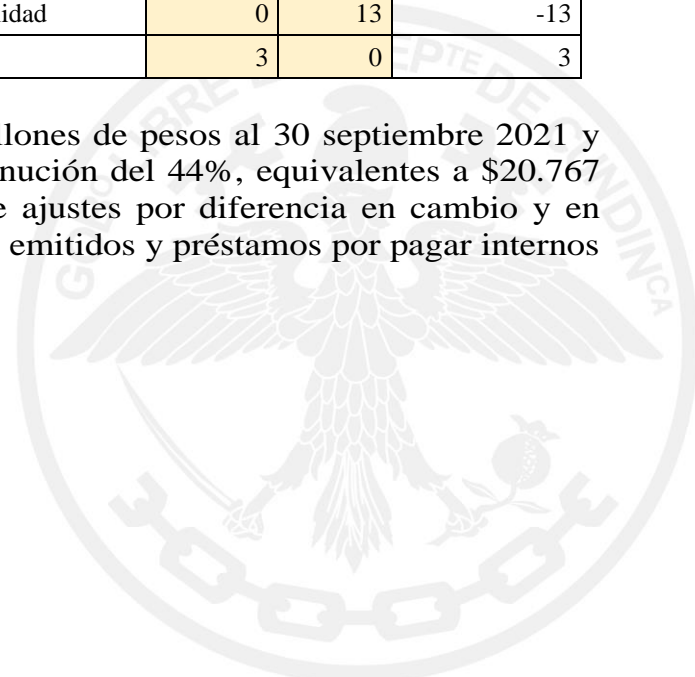 idad 0 13 -13
3 0 3
llones de pesos al 30 septiembre 2021 y
nución del 44%, equivalentes a $20.767
e ajustes por diferencia en cambio y en
emitidos y préstamos por pagar internos